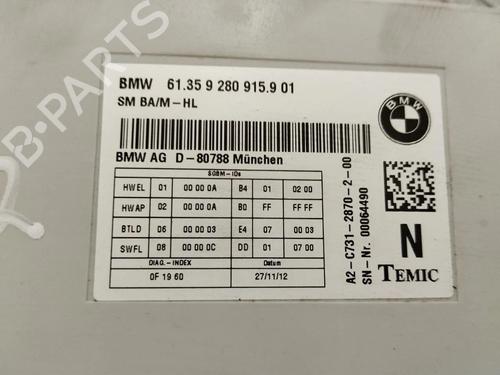 B-PARTS
BMW 61.35 9 280 915.9 01
SM BA/M-HL
BMW
BMW AG D-80788 München
SGBM-IDs
HWEL 01 00 00 0A B4 01 02 00
HWAP 02 00 00 0A B0 FF FF FF
BTLD 06 00 00 03 E4 07 00 03
SWFL 08 00 00 0C DD 01 07 00
DIAG.-INDEX Datum
0F 19 60 27/11/12
A2-C731-2870-2-00
SN-Nr. 00064490
N
TEMIC